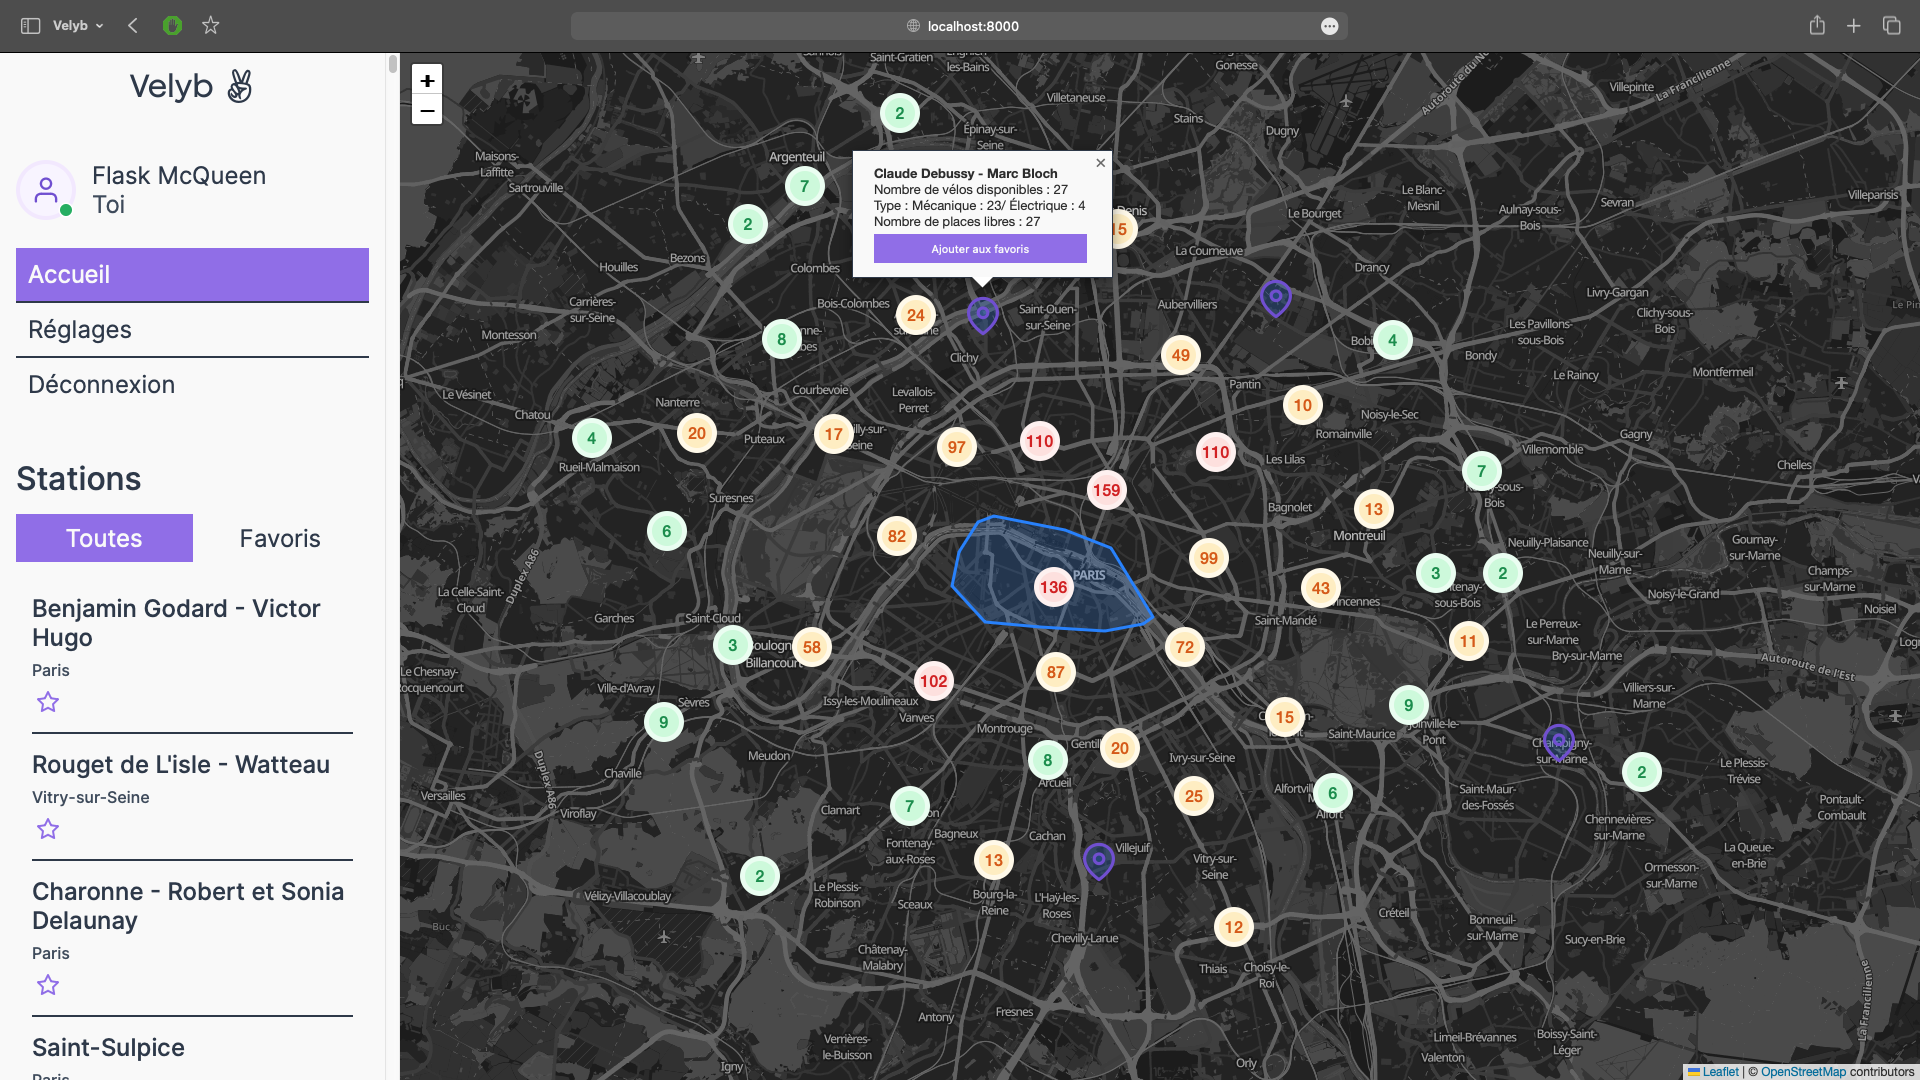 Velyb
localhost:8000
Velyb ✌
Flask McQueen
Toi
Accueil
Réglages
Déconnexion
Stations
Toutes
Favoris
Benjamin Godard - Victor
Hugo
Paris
Rouget de L'isle - Watteau
Vitry-sur-Seine
Charonne - Robert et Sonia
Delaunay
Paris
Saint-Sulpice
Paris
+
−
Claude Debussy - Marc Bloch
Nombre de vélos disponibles : 27
Type : Mécanique : 23/ Électrique : 4
Nombre de places libres : 27
Ajouter aux favoris
Saint-Gratien
les-Bains
Gonesse
Autoroute du
La Francilienne
Villepinte
Villetaneuse
2
Stains
Épinay-sur-
Seine
Dugny
Maisons-
Laffitte
Argenteuil
Sartrouville
7
Le Blanc-
Mesnil
Sevran
Villeparisis
Denis
Le Bourget
Aulnay-sous-
Bois
2
15
La Courneuve
Bezons
Houilles
Colombes
Drancy
Livry-Gargan
Carrières-
sur-Seine
Bois-Colombes
24
Saint-Ouen-
sur-Seine
Aubervilliers
Clichy-sous-
Bois
Montesson
8
Les Pavillons-
sous-Bois
4
Clichy
49
Bondy
Le Raincy
Montfermeil
Pantin
Le Vésinet
Courbevoie
Levallois-
Perret
Nanterre
10
Chatou
Noisy-le-Sec
4
20
Puteaux
17
97
110
Romainville
Gagny
110
Villemomble
Rueil-Malmaison
Les Lilas
7
Chelles
Suresnes
159
Bagnolet
13
6
82
Montreuil
Neuilly-Plaisance
Gournay-
sur-Marne
Duplex A86
99
Neuilly-sur-
Marne
PARIS
136
43
3
2
Champs-
sur-Marne
La Celle-Saint-
Cloud
Noisy-le-Grand
Noisiel
Garches
Saint-Cloud
Saint-Mandé
Le Perreux-
sur-Marne
3
58
72
11
Billancourt
Bry-sur-Marne
Le Chesnay-
Rocquencourt
87
Autoroute de l'Est
102
Ville-d'Avray
Sèvres
Issy-les-Moulineaux
Villiers-sur-
Marne
Vanves
15
9
9
Montrouge
Saint-Maurice
Joinville-le-
Pont
Meudon
20
Champigny-
sur-Marne
8
Ivry-sur-Seine
2
Duplex A86
Chaville
Arcueil
Le Plessis-
Trévise
Versailles
25
Alfortville
6
Saint-Maur-
des-Fossés
Viroflay
7
Clamart
Alfort
Pontault-
Combault
Bagneux
Cachan
Chennevières-
sur-Marne
Fontenay-
aux-Roses
13
Villejuif
Vitry-sur-
Seine
La Queue-
en-Brie
2
Ormesson-
sur-Marne
Vélizy-Villacoublay
Le Plessis-
Robinson
Sceaux
Bourg-la-
Reine
L'Haÿ-les-
Roses
Créteil
Buc
12
Bonneuil-
sur-Marne
Chevilly-Larue
Sucy-en-Brie
Châtenay-
Malabry
Thiais
Choisy-le-
Roi
La Francilienne
Antony
Fresnes
Verrières-
le-Buisson
Limeil-Brévannes
Boissy-Saint-
Léger
Igny
Orly
Valenton
Leaflet | © OpenStreetMap contributors